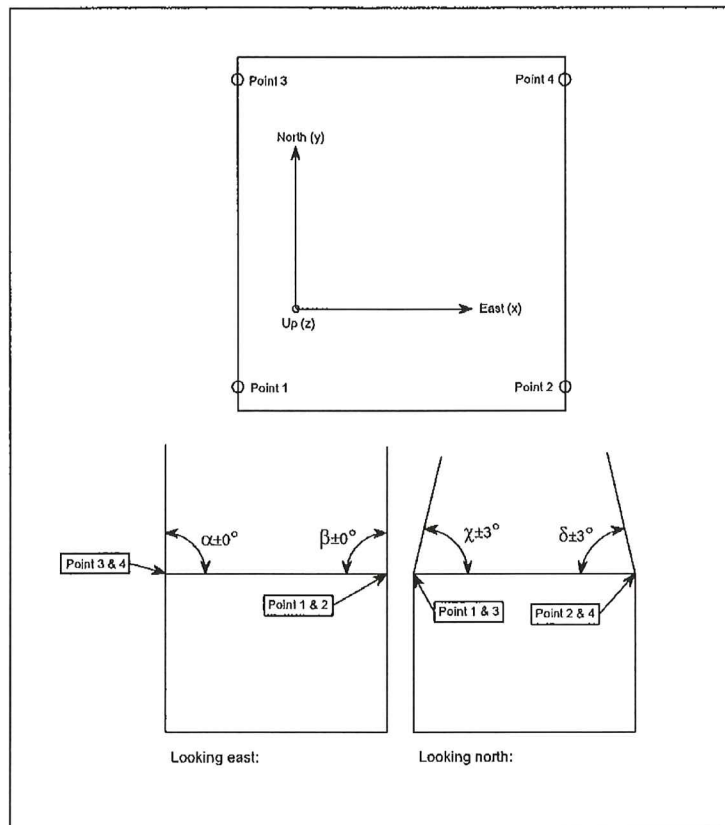 Point 3
Point 4
North (y)
East (x)
Up (z)
Point 1
Point 2
α±0°
β±0°
χ±3°
δ±3°
Point 3 & 4
Point 1 & 2
Point 1 & 3
Point 2 & 4
Looking east:
Looking north: